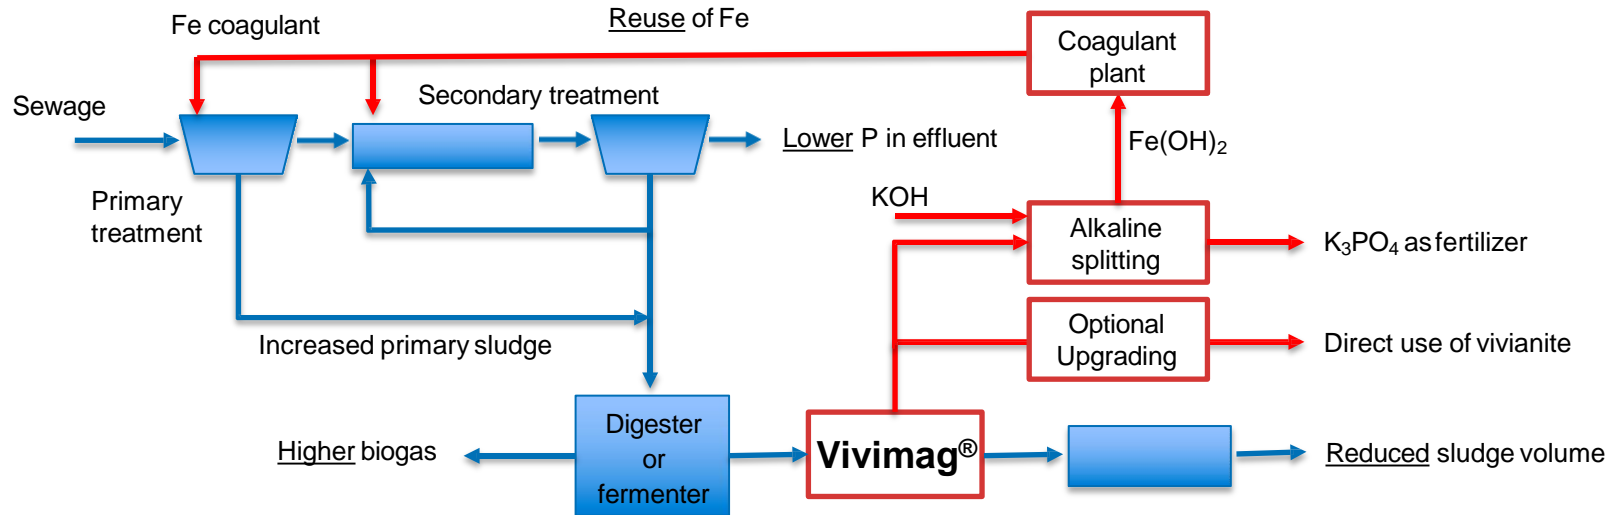 Fe coagulant
Reuse of Fe
Coagulant
plant
Sewage
Secondary treatment
Lower P in effluent
Fe(OH)₂
Primary
treatment
KOH
Alkaline
splitting
K₃PO₄ as fertilizer
Increased primary sludge
Optional
Upgrading
Direct use of vivianite
Higher biogas
Digester
or
fermenter
Vivimag®
Reduced sludge volume